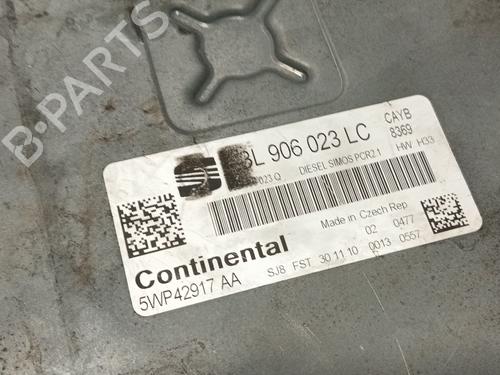 B-PARTS
3L 906 023 LC
CAYB
8369
023 Q
DIESEL SIMOS PCR2.1
HW H33
Made in Czech Rep
02 0477
Continental
5WP42917 AA
SJ8 FST 30 11 10 0013 0557